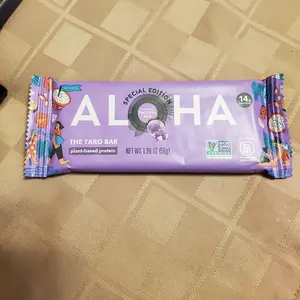 SPECIAL EDITION
ALOHA
14g
THE TARO BAR
plant-based protein
NET WT. 1.98 OZ (56g)
B